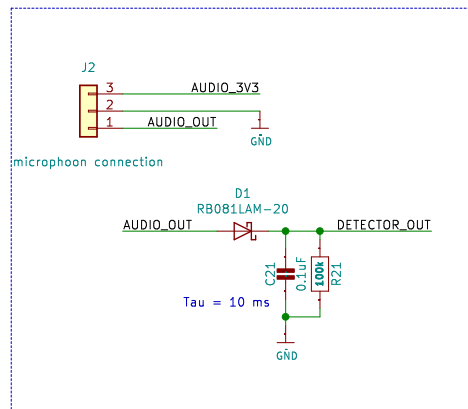 J2
3
AUDIO_3V3
2
1
AUDIO_OUT
GND
microphoon connection
D1
RB081LAM-20
AUDIO_OUT
DETECTOR_OUT
C21
0.1uF
100k
R21
Tau = 10 ms
GND